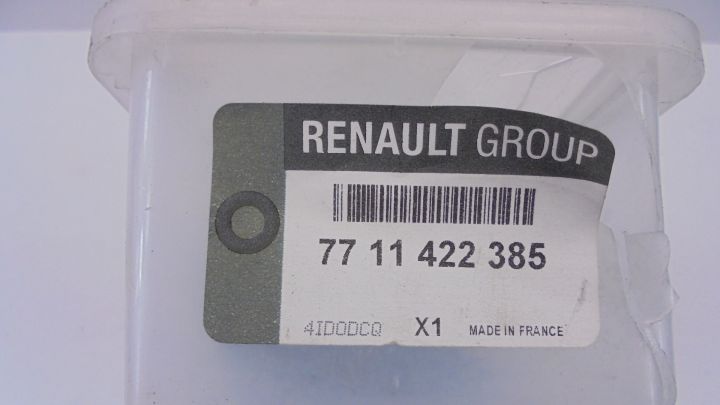 RENAULT GROUP
77 11 422 385
4IDODCQ X1 MADE IN FRANCE